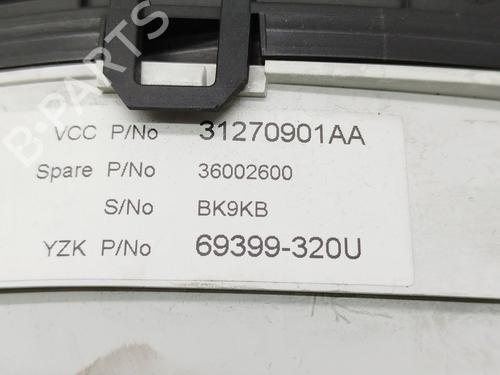 B-PARTS
VCC P/No 31270901AA
Spare P/No 36002600
S/No BK9KB
YZK P/No 69399-320U